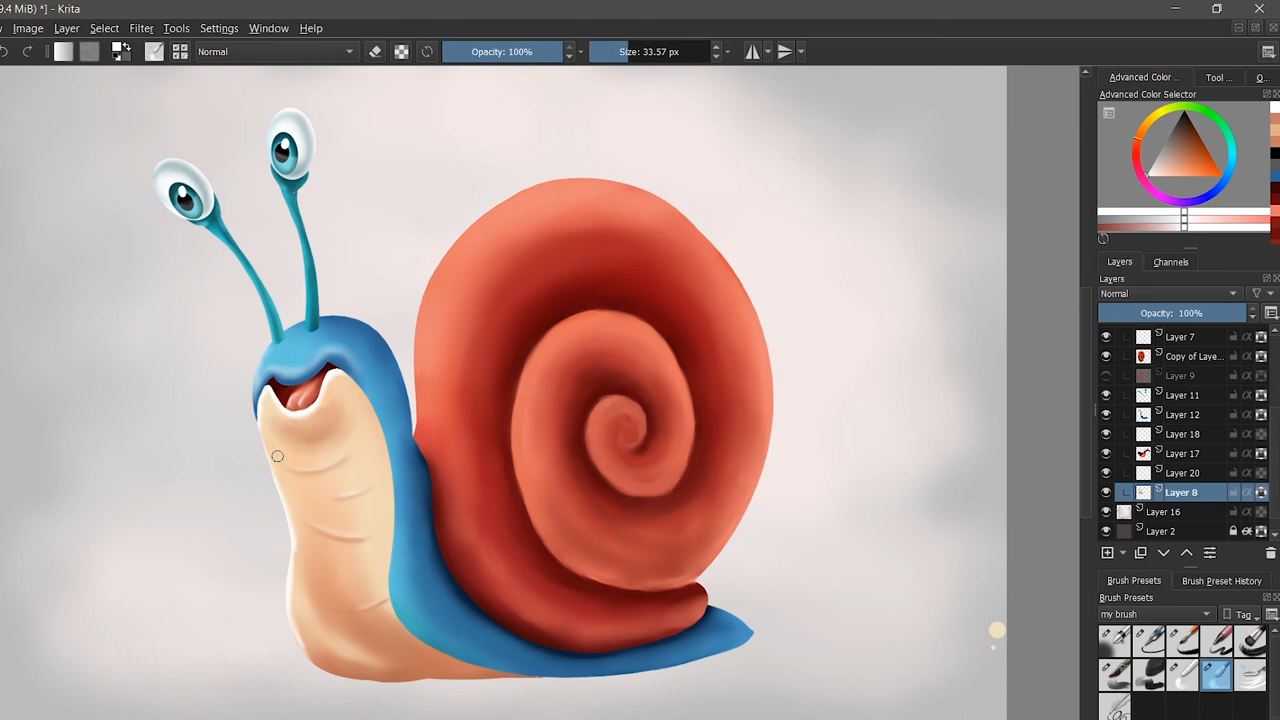 9.4 MiB) *] - Krita
Image Layer Select Filter Tools Settings Window Help
Normal Opacity: 100% Size: 33.57 px
Advanced Color ... Tool ... Q...
Advanced Color Selector
Layers Channels
Layers
Normal
Opacity: 100%
Layer 7
Copy of Laye...
Layer 9
Layer 11
Layer 12
Layer 18
Layer 17
Layer 20
Layer 8
Layer 16
Layer 2
Brush Presets Brush Preset History
Brush Presets
my brush Tag